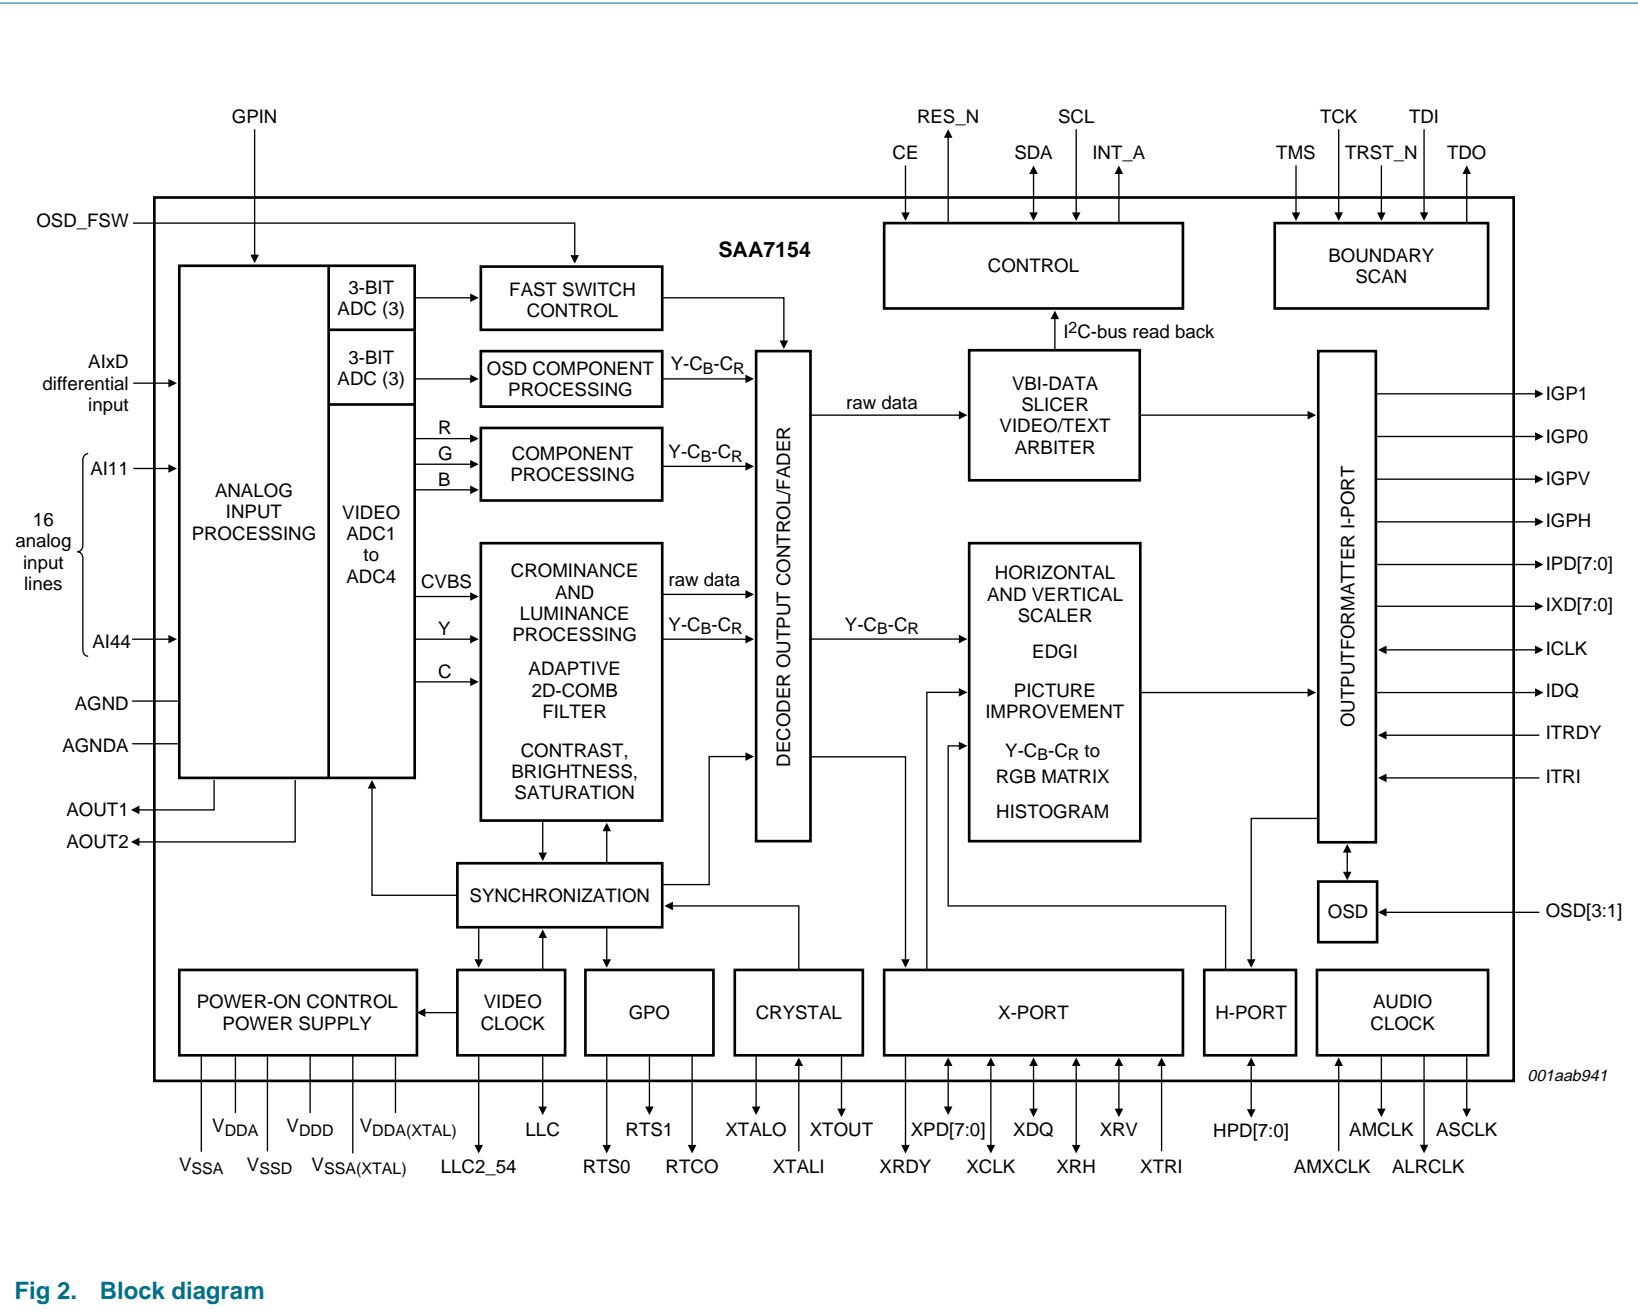 GPIN
RES_N
SCL
TCK
TDI
CE
SDA
INT_A
TMS
TRST_N
TDO
OSD_FSW
SAA7154
CONTROL
BOUNDARY
SCAN
3-BIT
ADC (3)
FAST SWITCH
CONTROL
I2C-bus read back
AIxD
differential
input
3-BIT
ADC (3)
OSD COMPONENT
PROCESSING
Y-CB-CR
raw data
VBI-DATA
SLICER
VIDEO/TEXT
ARBITER
IGP1
IGP0
IGPV
IGPH
IPD[7:0]
IXD[7:0]
ICLK
IDQ
ITRDY
ITRI
AI11
16
analog
input
lines
AI44
AGND
AGNDA
AOUT1
AOUT2
ANALOG
INPUT
PROCESSING
VIDEO
ADC1
to
ADC4
R
G
B
COMPONENT
PROCESSING
Y-CB-CR
CVBS
Y
C
CROMINANCE
AND
LUMINANCE
PROCESSING
ADAPTIVE
2D-COMB
FILTER
CONTRAST,
BRIGHTNESS,
SATURATION
raw data
Y-CB-CR
DECODER OUTPUT CONTROL/FADER
Y-CB-CR
HORIZONTAL
AND VERTICAL
SCALER
EDGI
PICTURE
IMPROVEMENT
Y-CB-CR to
RGB MATRIX
HISTOGRAM
OUTPUTFORMATTER I-PORT
SYNCHRONIZATION
OSD
OSD[3:1]
POWER-ON CONTROL
POWER SUPPLY
VIDEO
CLOCK
GPO
CRYSTAL
X-PORT
H-PORT
AUDIO
CLOCK
001aab941
VDDA
VDDD
VDDA(XTAL)
LLC
RTS1
XTALO
XTOUT
XPD[7:0]
XDQ
XRV
HPD[7:0]
AMCLK
ASCLK
VSSA
VSSD
VSSA(XTAL)
LLC2_54
RTS0
RTCO
XTALI
XRDY
XCLK
XRH
XTRI
AMXCLK
ALRCLK
Fig 2. Block diagram